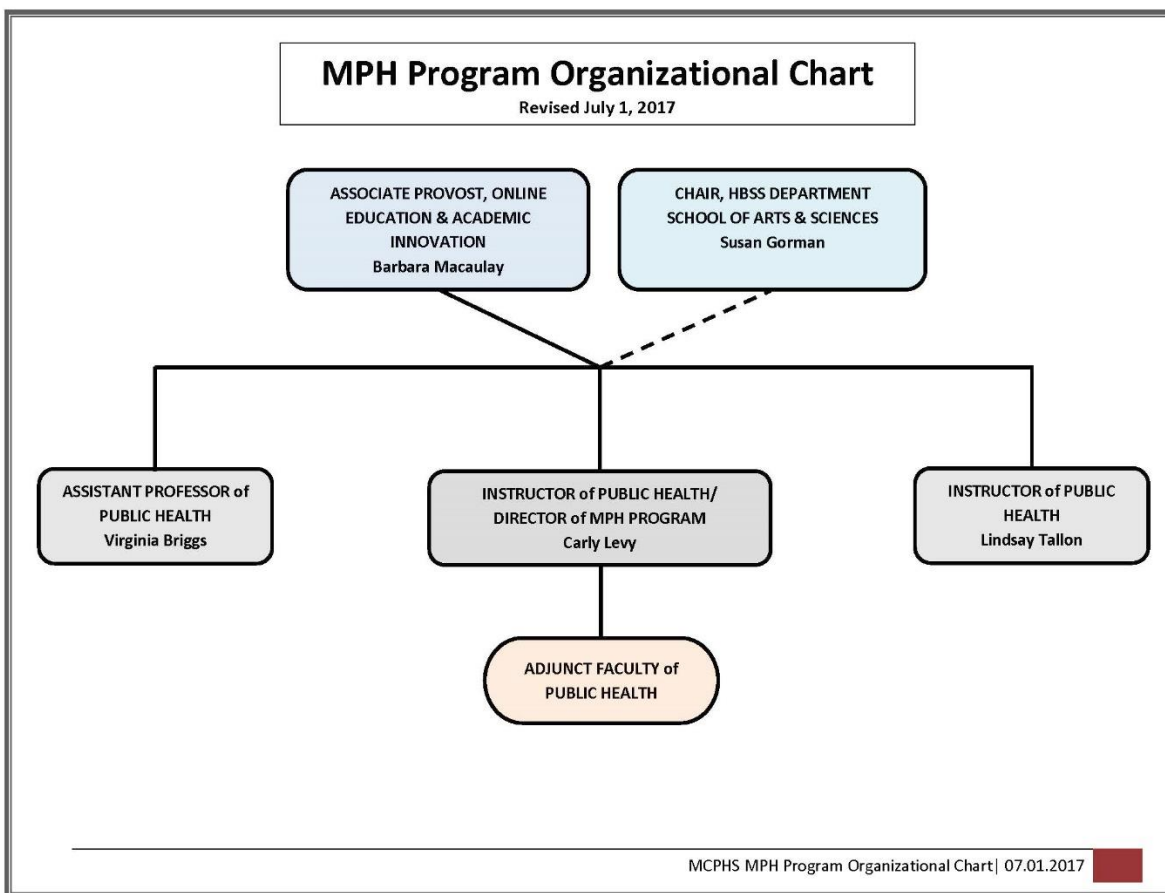 MPH Program Organizational Chart
Revised July 1, 2017
ASSOCIATE PROVOST, ONLINE
EDUCATION & ACADEMIC
INNOVATION
Barbara Macaulay
CHAIR, HBSS DEPARTMENT
SCHOOL OF ARTS & SCIENCES
Susan Gorman
ASSISTANT PROFESSOR of
PUBLIC HEALTH
Virginia Briggs
INSTRUCTOR of PUBLIC HEALTH/
DIRECTOR of MPH PROGRAM
Carly Levy
INSTRUCTOR of PUBLIC
HEALTH
Lindsay Tallon
ADJUNCT FACULTY of
PUBLIC HEALTH
MCPHS MPH Program Organizational Chart| 07.01.2017